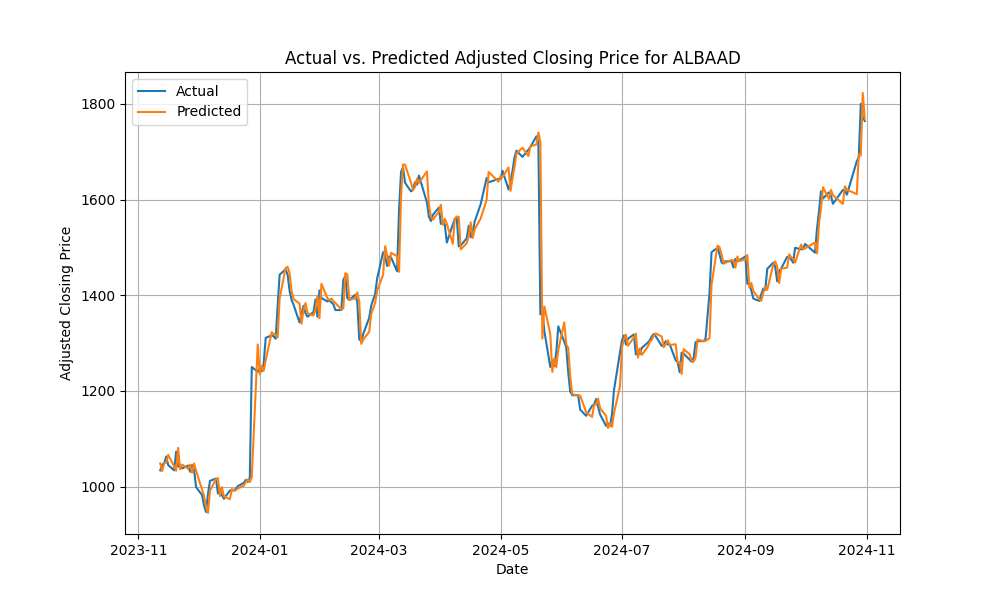 Actual vs. Predicted Adjusted Closing Price for ALBAAD
Actual
Predicted
Adjusted Closing Price
1800
1600
1400
1200
1000
2023-11
2024-01
2024-03
2024-05
2024-07
2024-09
2024-11
Date